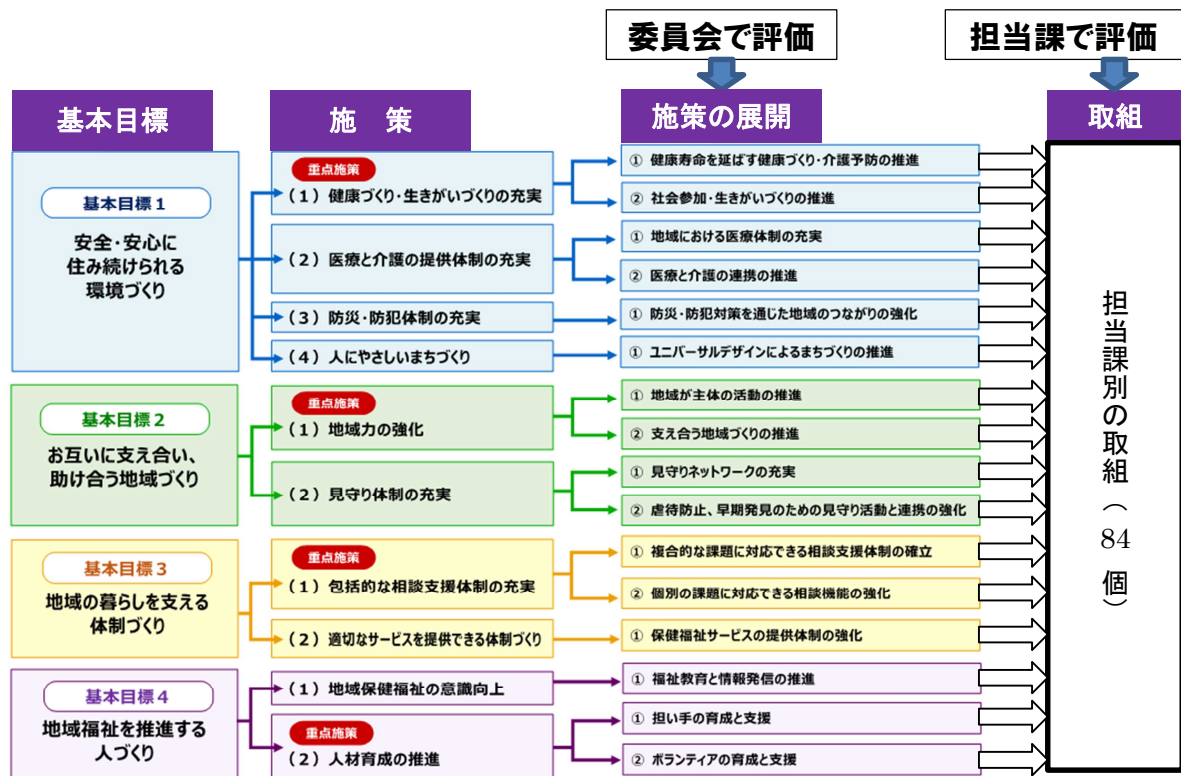 委員会で評価
担当課で評価
基本目標
施　策
施策の展開
取組
基本目標1
安全・安心に
住み続けられる
環境づくり
重点施策
（1）健康づくり・生きがいづくりの充実
① 健康寿命を延ばす健康づくり・介護予防の推進
② 社会参加・生きがいづくりの推進
（2）医療と介護の提供体制の充実
① 地域における医療体制の充実
② 医療と介護の連携の推進
（3）防災・防犯体制の充実
① 防災・防犯対策を通じた地域のつながりの強化
（4）人にやさしいまちづくり
① ユニバーサルデザインによるまちづくりの推進
基本目標2
お互いに支え合い、
助け合う地域づくり
重点施策
（1）地域力の強化
① 地域が主体の活動の推進
② 支え合う地域づくりの推進
（2）見守り体制の充実
① 見守りネットワークの充実
② 虐待防止、早期発見のための見守り活動と連携の強化
基本目標3
地域の暮らしを支える
体制づくり
重点施策
（1）包括的な相談支援体制の充実
① 複合的な課題に対応できる相談支援体制の確立
② 個別の課題に対応できる相談機能の強化
（2）適切なサービスを提供できる体制づくり
① 保健福祉サービスの提供体制の強化
基本目標4
地域福祉を推進する
人づくり
（1）地域保健福祉の意識向上
① 福祉教育と情報発信の推進
重点施策
（2）人材育成の推進
① 担い手の育成と支援
② ボランティアの育成と支援
担当課別の取組（84個）